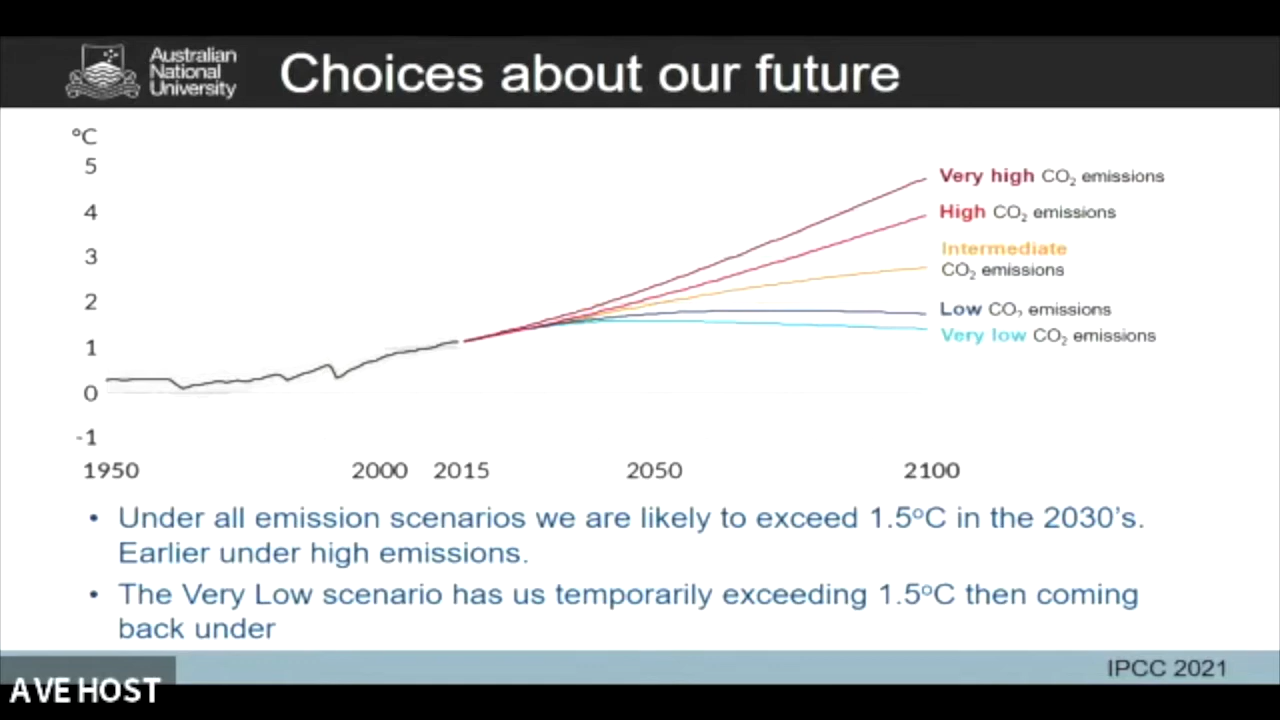 Australian
National
University
Choices about our future
°C
5
4
3
2
1
0
-1
1950 2000 2015 2050 2100
Very high CO₂ emissions
High CO₂ emissions
Intermediate
CO₂ emissions
Low CO₂ emissions
Very low CO₂ emissions
• Under all emission scenarios we are likely to exceed 1.5°C in the 2030's.
Earlier under high emissions.
• The Very Low scenario has us temporarily exceeding 1.5°C then coming
back under
IPCC 2021
AVE HOST